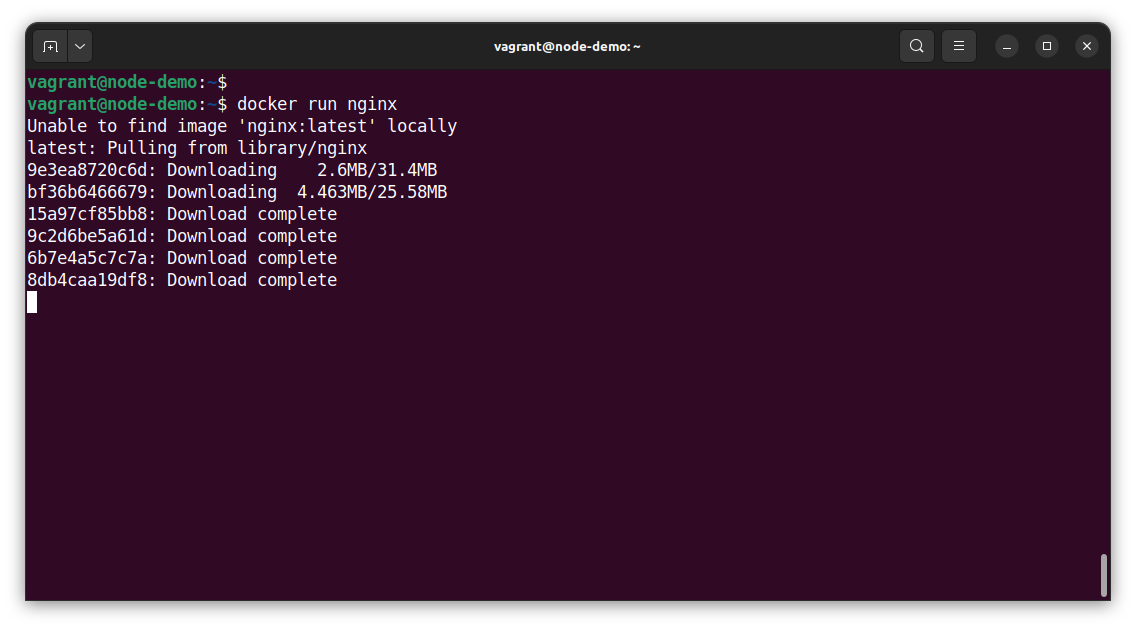 vagrant@node-demo: ~
vagrant@node-demo:~$
vagrant@node-demo:~$ docker run nginx
Unable to find image 'nginx:latest' locally
latest: Pulling from library/nginx
9e3ea8720c6d: Downloading    2.6MB/31.4MB
bf36b6466679: Downloading  4.463MB/25.58MB
15a97cf85bb8: Download complete
9c2d6be5a61d: Download complete
6b7e4a5c7c7a: Download complete
8db4caa19df8: Download complete